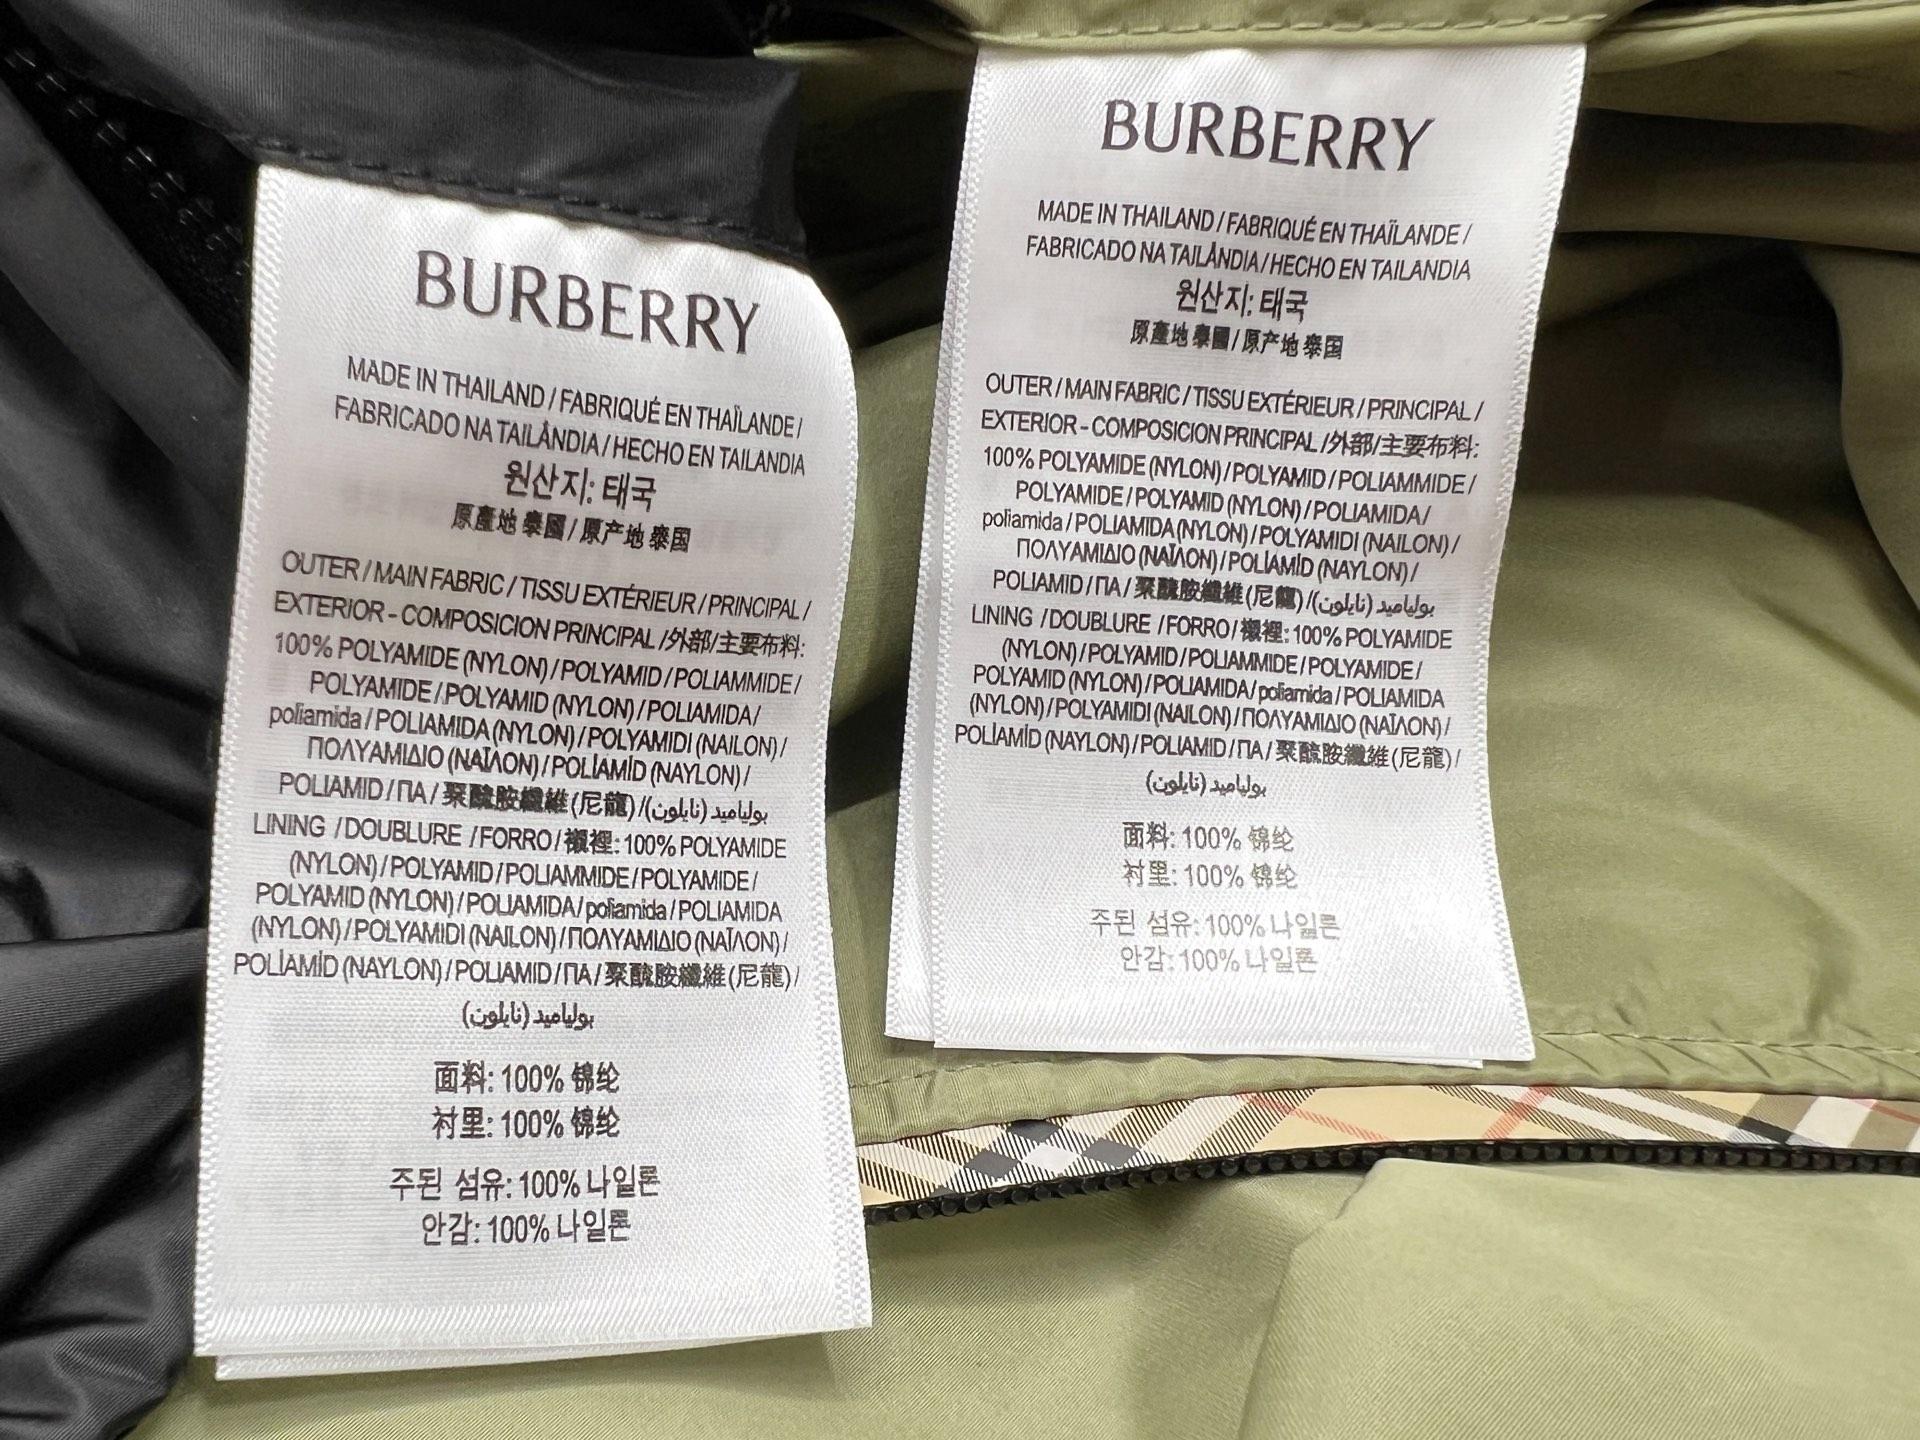 BURBERRY
MADE IN THAILAND / FABRIQUÉ EN THAÏLANDE /
FABRICADO NA TAILÂNDIA / HECHO EN TAILANDIA
원산지: 태국
原產地 泰國 / 原产地 泰国
OUTER / MAIN FABRIC / TISSU EXTÉRIEUR / PRINCIPAL /
EXTERIOR - COMPOSICION PRINCIPAL /外部/主要布料:
100% POLYAMIDE (NYLON) / POLYAMID / POLIAMMIDE /
POLYAMIDE / POLYAMID (NYLON) / POLIAMIDA /
poliamida / POLIAMIDA (NYLON) / POLYAMIDI (NAILON) /
ΠΟΛΥΑΜΙΔΙΟ (ΝΑΪΛΟΝ) / POLİAMİD (NAYLON) /
POLIAMID / ПА / 聚醯胺纖維 (尼龍) /بولياميد (نايلون)
LINING / DOUBLURE / FORRO / 襯裡: 100% POLYAMIDE
(NYLON) / POLYAMID / POLIAMMIDE / POLYAMIDE /
POLYAMID (NYLON) / POLIAMIDA / poliamida / POLIAMIDA
(NYLON) / POLYAMIDI (NAILON) / ΠΟΛΥΑΜΙΔΙΟ (ΝΑΪΛΟΝ) /
POLİAMİD (NAYLON) / POLIAMID / ПА / 聚醯胺纖維 (尼龍) /
بولياميد (نايلون)
面料: 100% 锦纶
衬里: 100% 锦纶
주된 섬유: 100% 나일론
안감: 100% 나일론
BURBERRY
MADE IN THAILAND / FABRIQUÉ EN THAÏLANDE /
FABRICADO NA TAILÂNDIA / HECHO EN TAILANDIA
원산지: 태국
原產地 泰國 / 原产地 泰国
OUTER / MAIN FABRIC / TISSU EXTÉRIEUR / PRINCIPAL /
EXTERIOR - COMPOSICION PRINCIPAL /外部/主要布料:
100% POLYAMIDE (NYLON) / POLYAMID / POLIAMMIDE /
POLYAMIDE / POLYAMID (NYLON) / POLIAMIDA /
poliamida / POLIAMIDA (NYLON) / POLYAMIDI (NAILON) /
ΠΟΛΥΑΜΙΔΙΟ (ΝΑΪΛΟΝ) / POLİAMİD (NAYLON) /
POLIAMID / ПА / 聚醯胺纖維 (尼龍) /بولياميد (نايلون)
LINING / DOUBLURE / FORRO / 襯裡: 100% POLYAMIDE
(NYLON) / POLYAMID / POLIAMMIDE / POLYAMIDE /
POLYAMID (NYLON) / POLIAMIDA / poliamida / POLIAMIDA
(NYLON) / POLYAMIDI (NAILON) / ΠΟΛΥΑΜΙΔΙΟ (ΝΑΪΛΟΝ) /
POLİAMİD (NAYLON) / POLIAMID / ПА / 聚醯胺纖維 (尼龍) /
بولياميد (نايلون)
面料: 100% 锦纶
衬里: 100% 锦纶
주된 섬유: 100% 나일론
안감: 100% 나일론